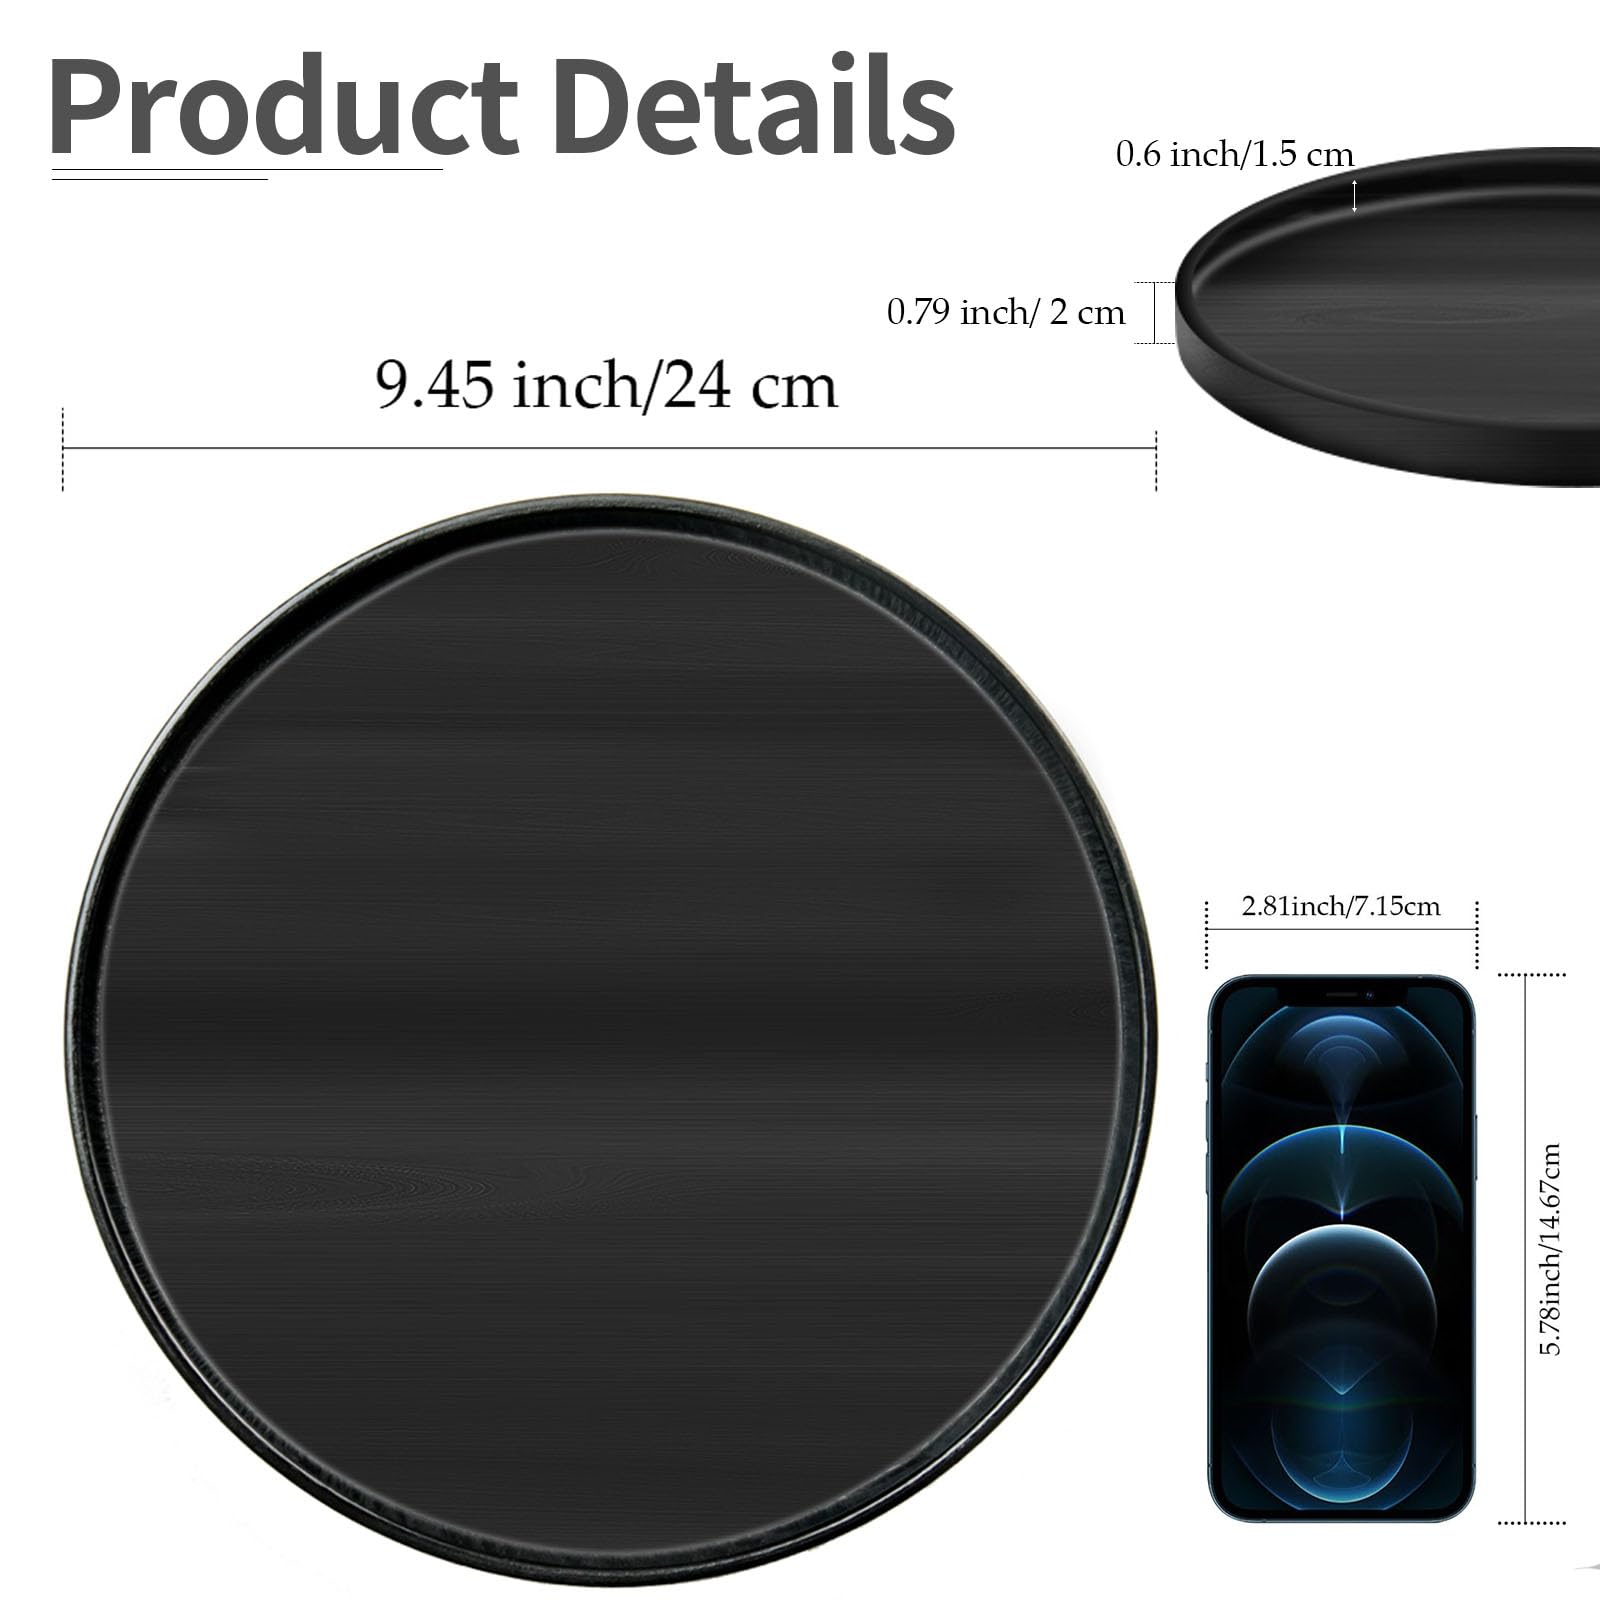 Product Details
0.6 inch/1.5 cm
0.79 inch/ 2 cm
9.45 inch/24 cm
2.81inch/7.15cm
5.78inch/14.67cm